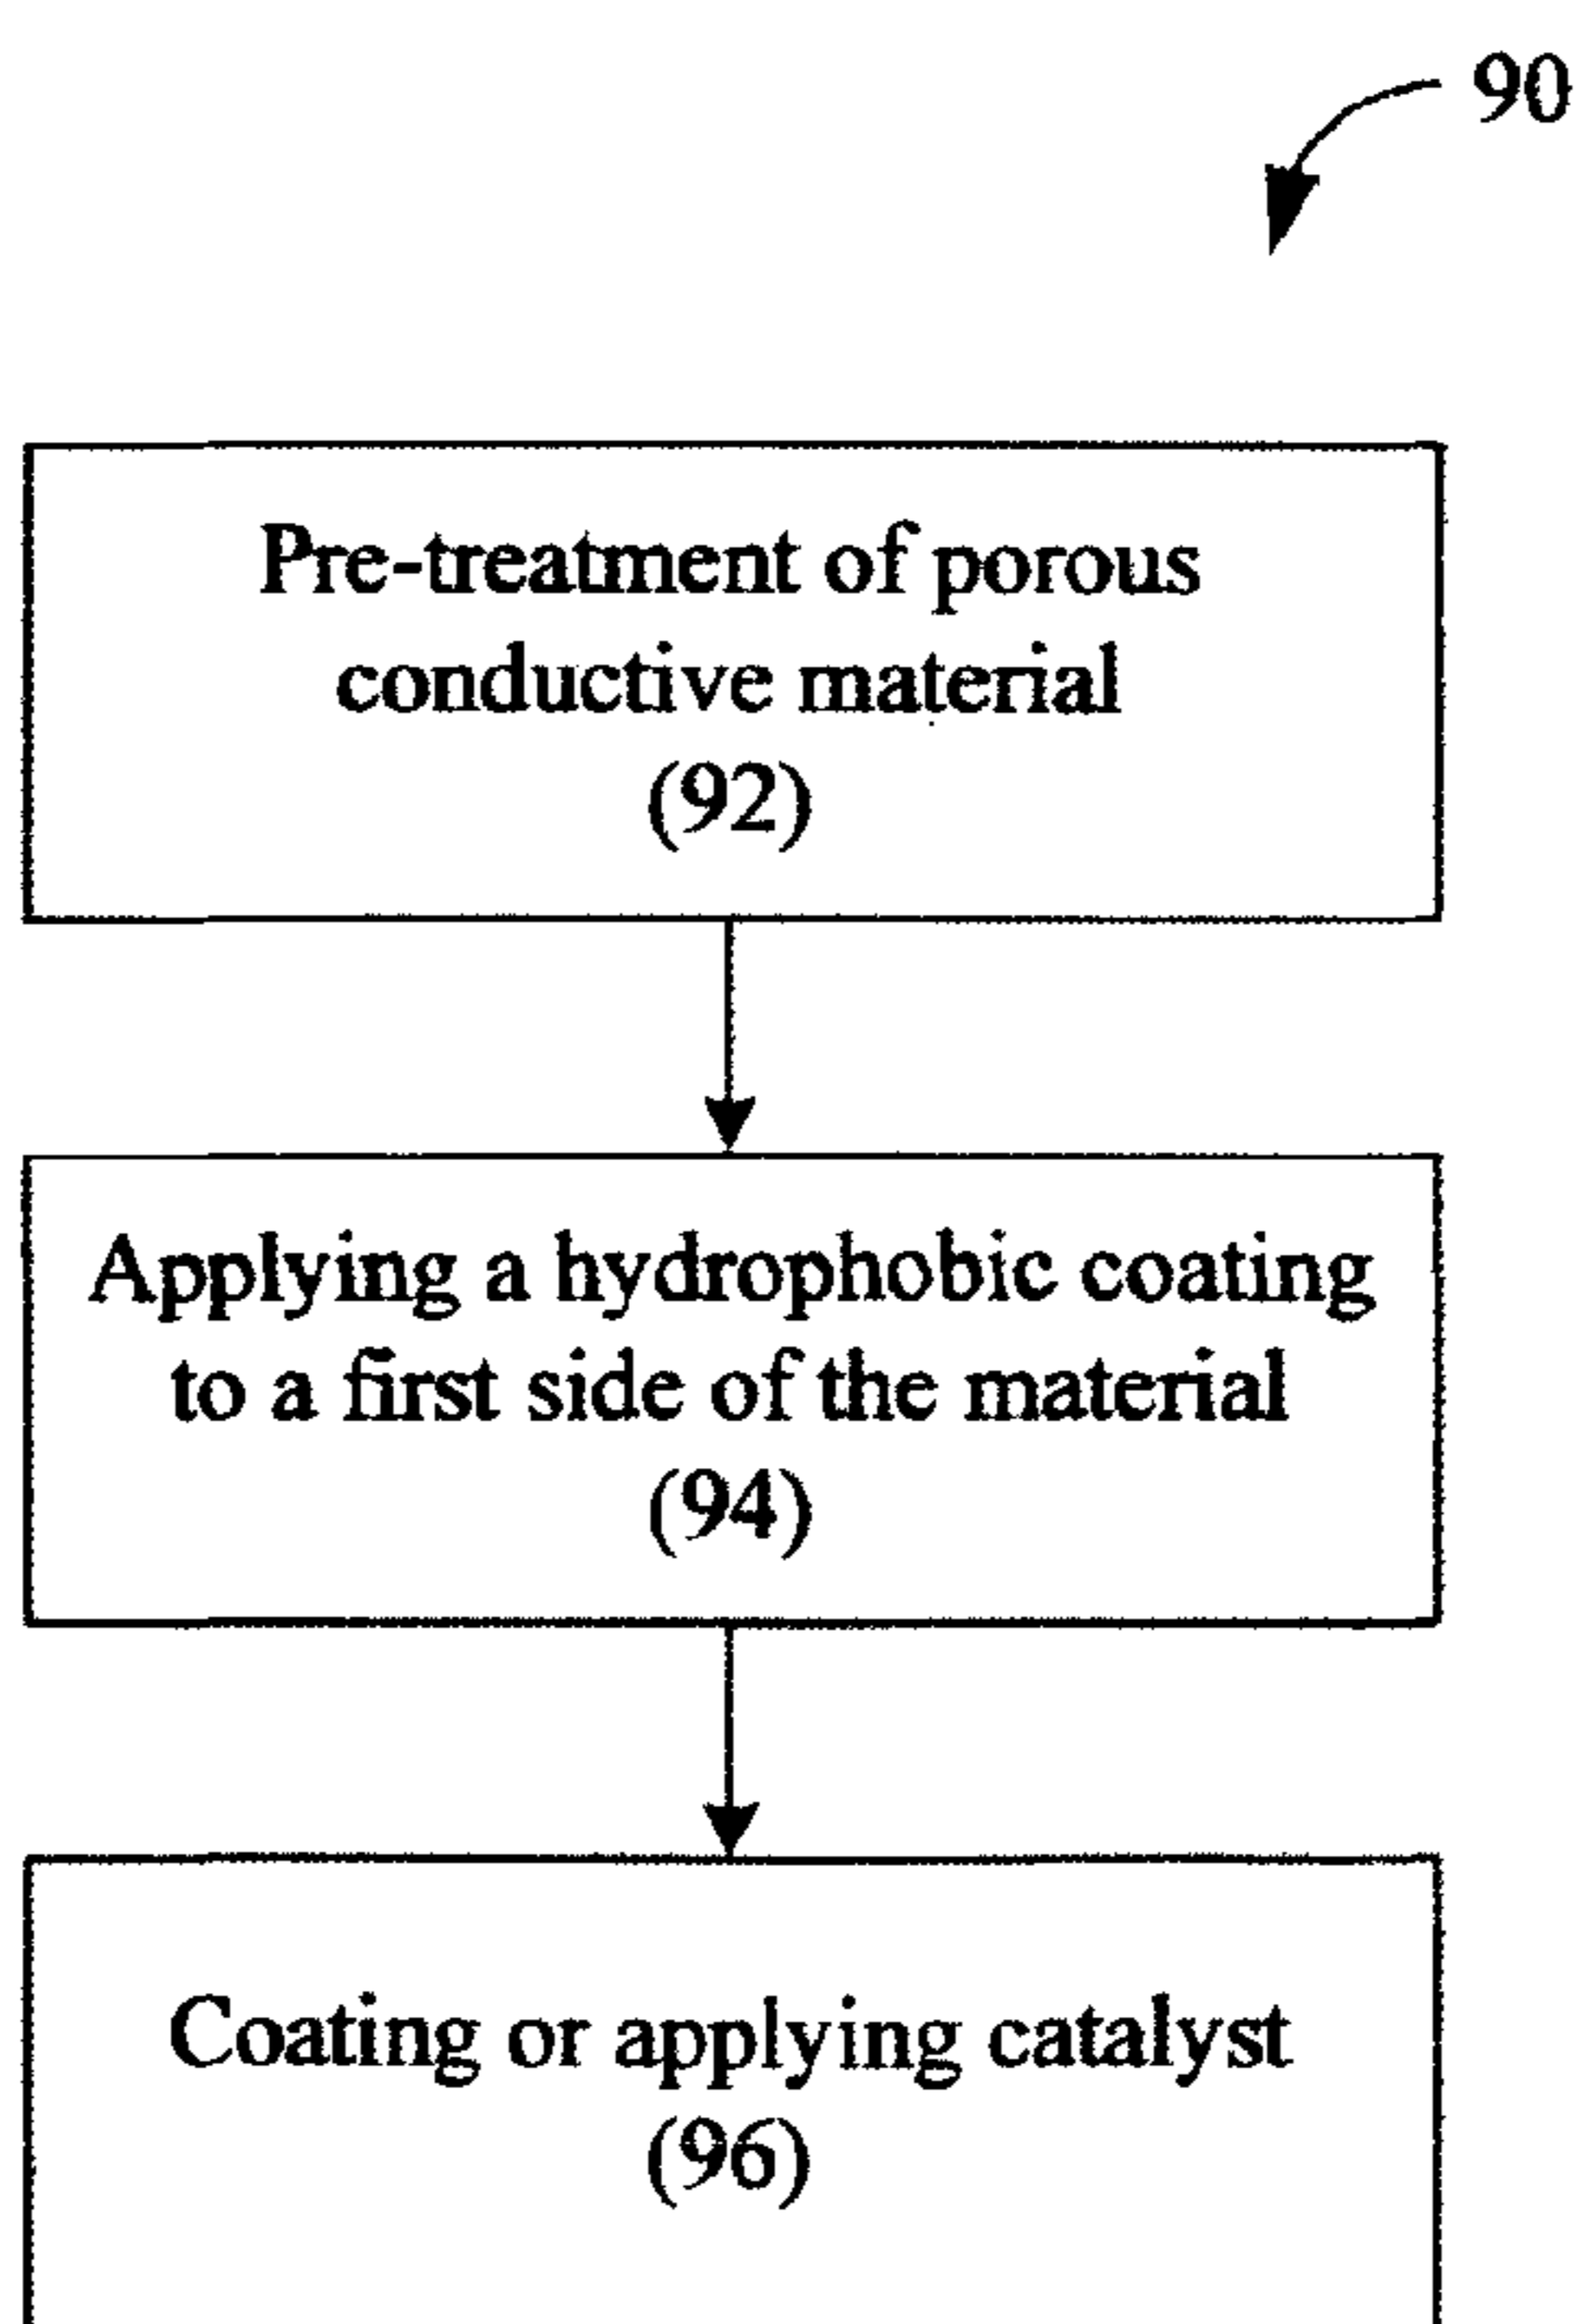 90
Pre-treatment of porous
conductive material
(92)
Applying a hydrophobic coating
to a first side of the material
(94)
Coating or applying catalyst
(96)